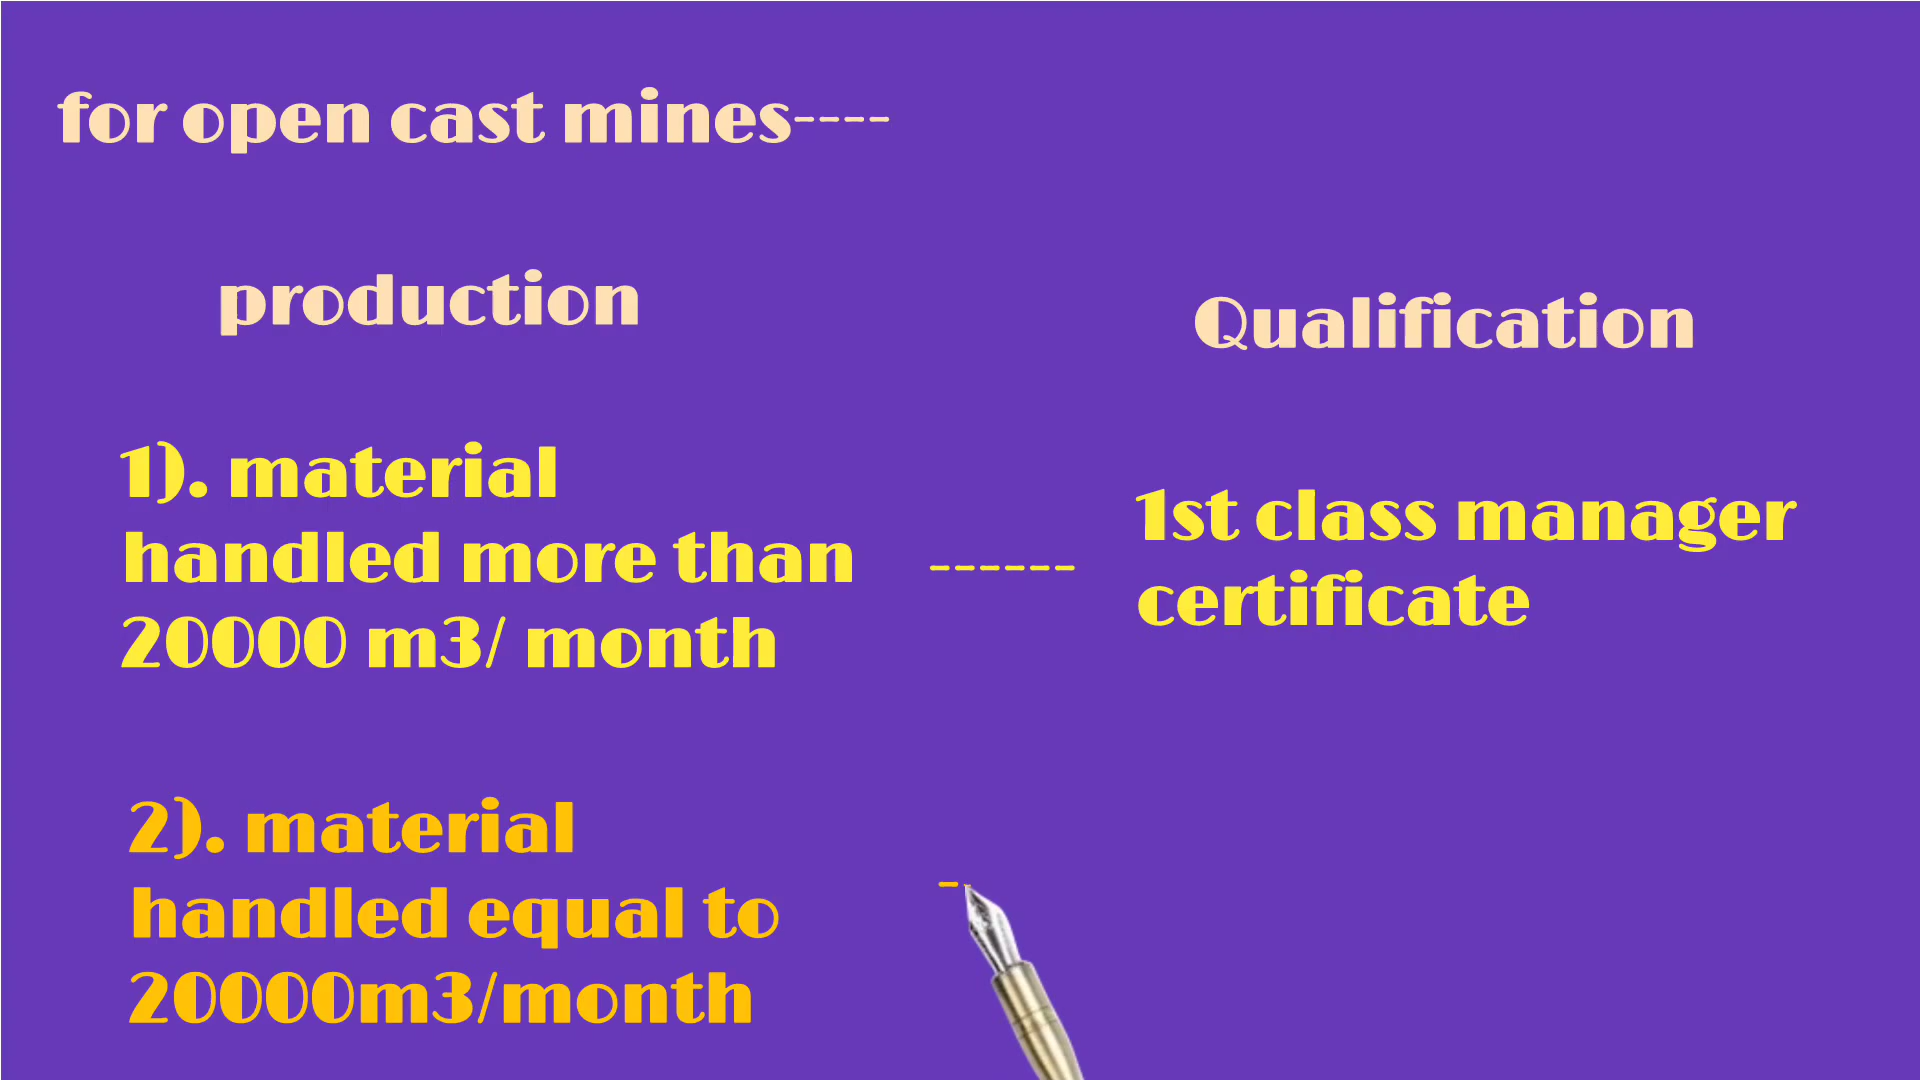 for open cast mines----
production
Qualification
1). material
handled more than
20000 m3/ month
------
1st class manager
certificate
2). material
handled equal to
20000m3/month
--